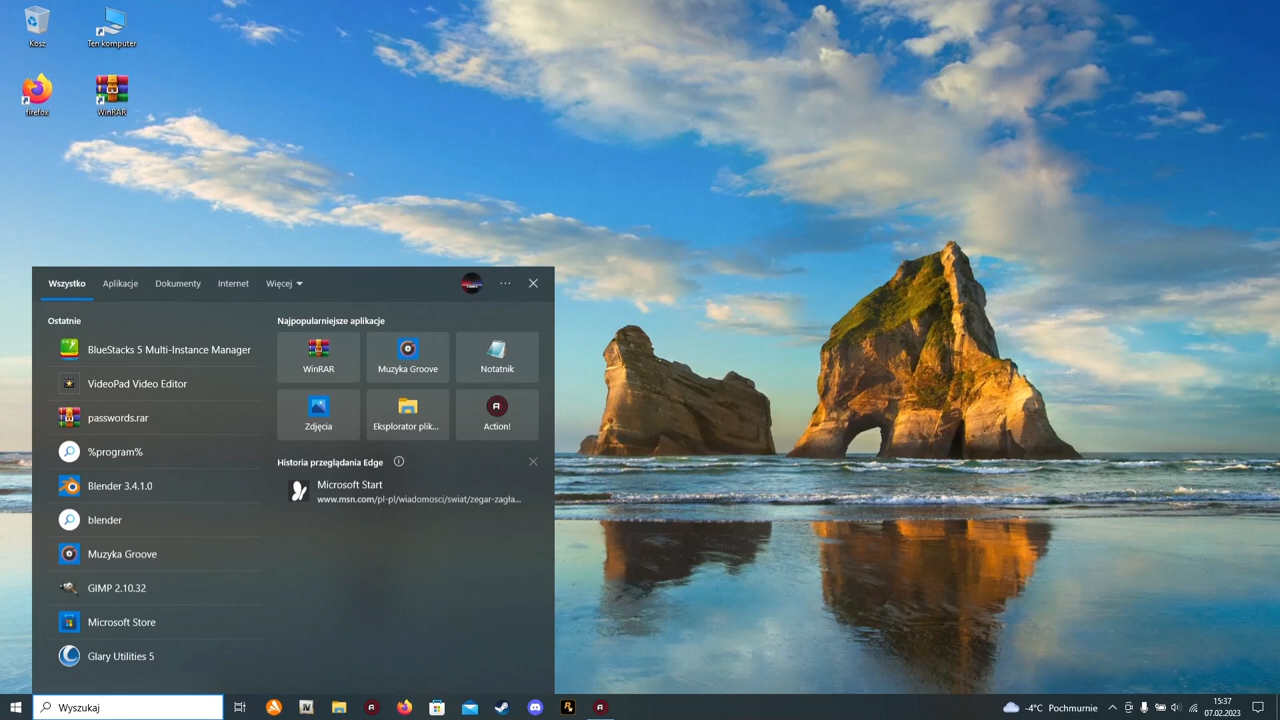 Kosz
Ten komputer
firefox
WinRAR
Wszystko
Aplikacje
Dokumenty
Internet
Więcej
Ostatnie
BlueStacks 5 Multi-Instance Manager
VideoPad Video Editor
passwords.rar
%program%
Blender 3.4.1.0
blender
Muzyka Groove
GIMP 2.10.32
Microsoft Store
Glary Utilities 5
Najpopularniejsze aplikacje
WinRAR
Muzyka Groove
Notatnik
Zdjęcia
Eksplorator plik...
Action!
Historia przeglądania Edge
Microsoft Start
www.msn.com/pl-pl/wiadomosci/swiat/zegar-zagła...
Wyszukaj
-4°C Pochmurnie
15:37
07.02.2023